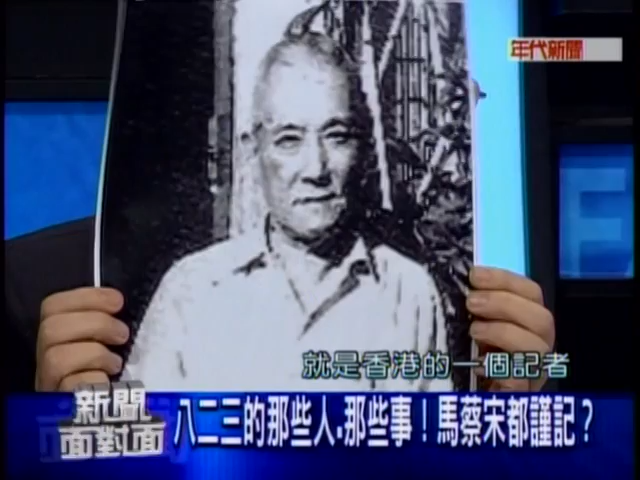 年代新聞
就是香港的一個記者
新聞
面對面
八二三的那些人.那些事！馬蔡宋都謹記？